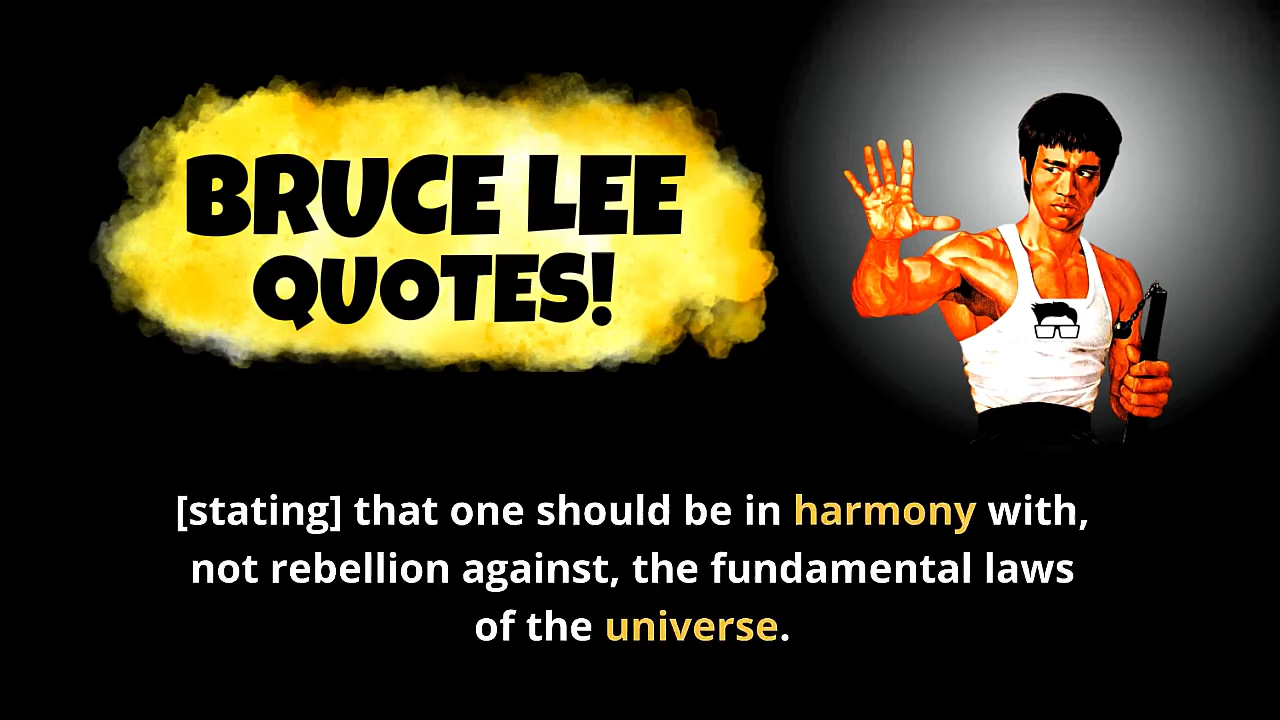 BRUCE LEE
QUOTES!
[stating] that one should be in harmony with,
not rebellion against, the fundamental laws
of the universe.